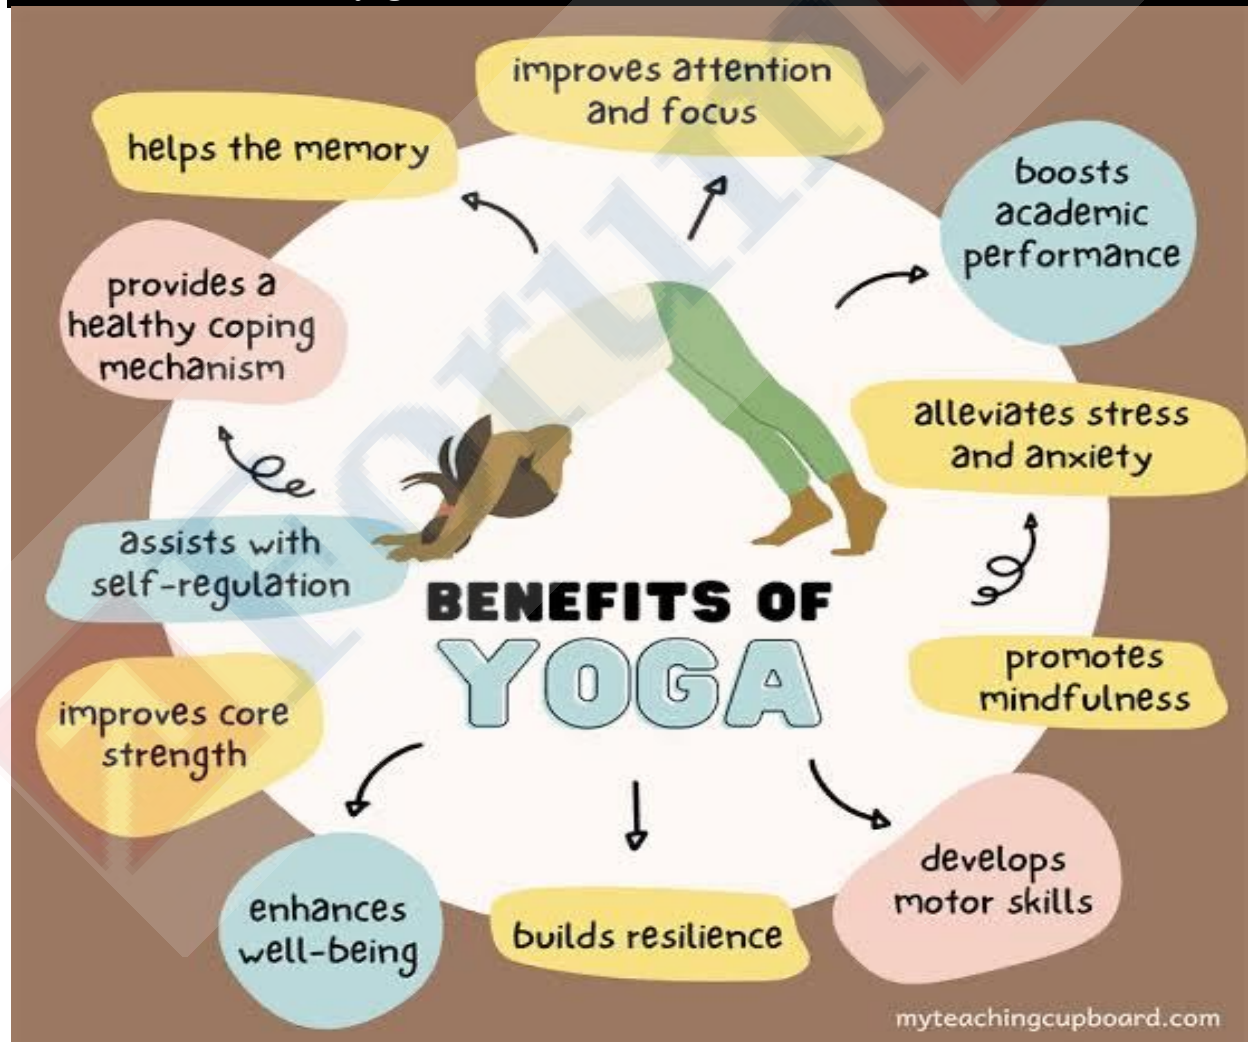 improves attention
and focus
helps the memory
boosts
academic
performance
provides a
healthy coping
mechanism
alleviates stress
and anxiety
assists with
self-regulation
BENEFITS OF
YOGA
promotes
mindfulness
improves core
strength
develops
motor skills
enhances
well-being
builds resilience
myteachingcupboard.com